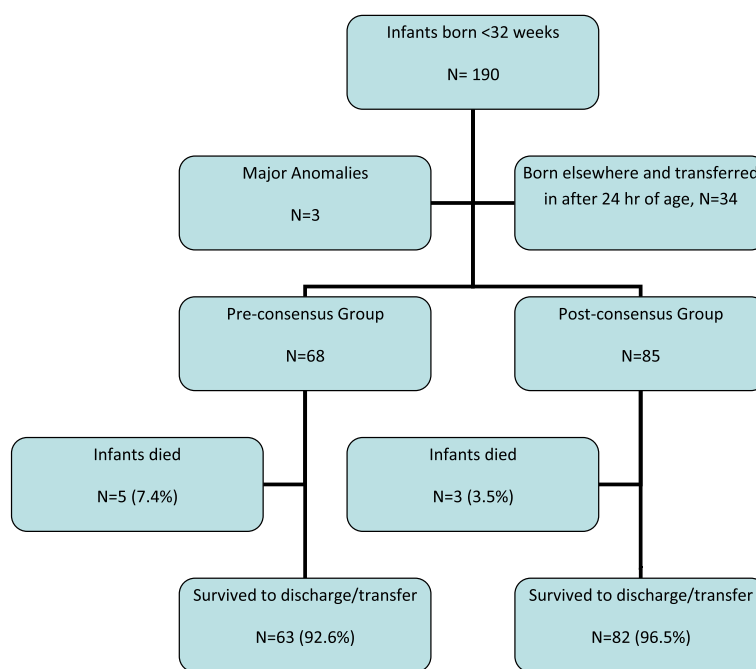 Infants born <32 weeks
N= 190
Major Anomalies
N=3
Born elsewhere and transferred
in after 24 hr of age, N=34
Pre-consensus Group
N=68
Post-consensus Group
N=85
Infants died
N=5 (7.4%)
Infants died
N=3 (3.5%)
Survived to discharge/transfer
N=63 (92.6%)
Survived to discharge/transfer
N=82 (96.5%)